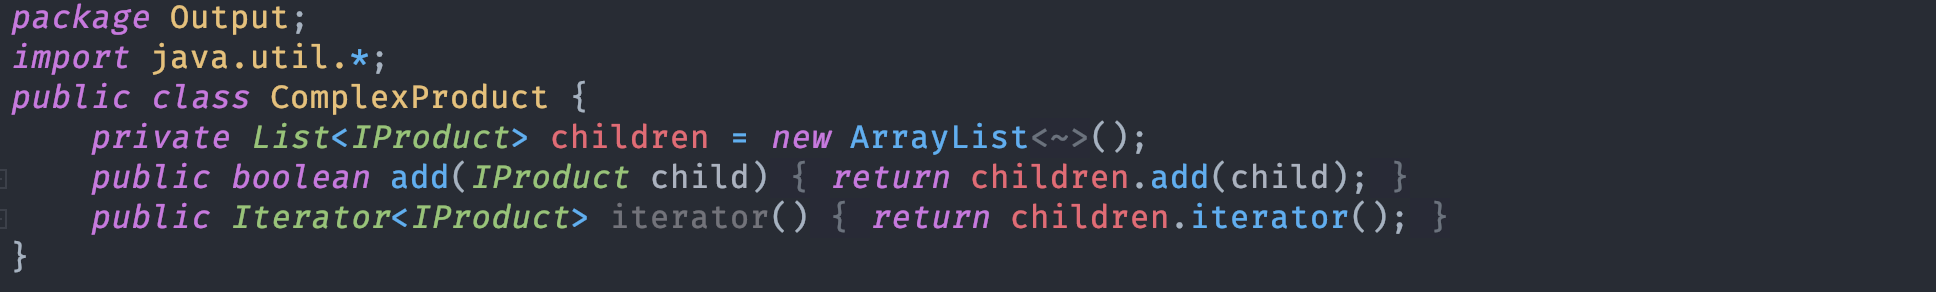 package Output;
import java.util.*;
public class ComplexProduct {
    private List<IProduct> children = new ArrayList<~>();
    public boolean add(IProduct child) { return children.add(child); }
    public Iterator<IProduct> iterator() { return children.iterator(); }
}